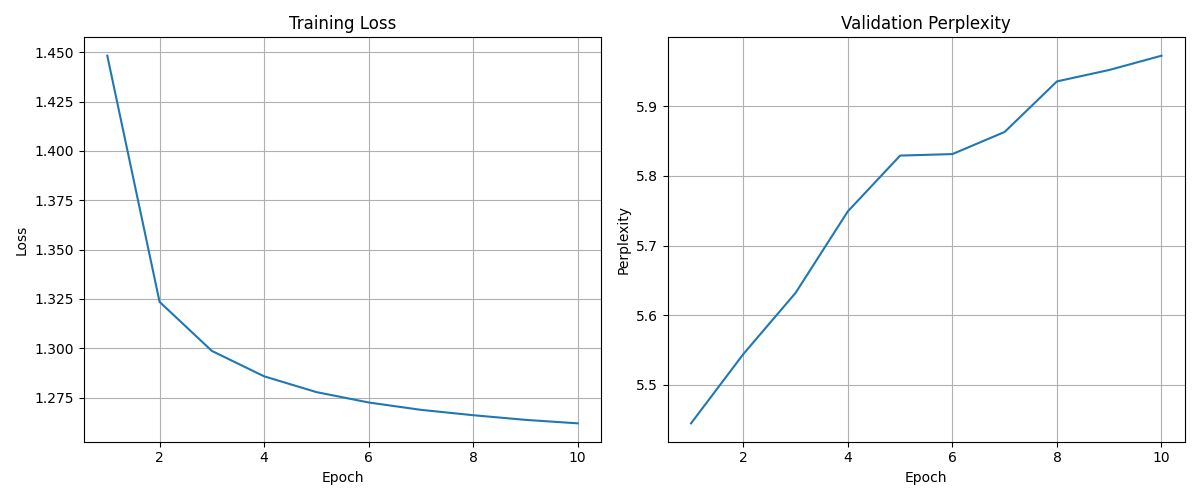 Training Loss
1.450
1.425
1.400
1.375
1.350
1.325
1.300
1.275
Loss
2 4 6 8 10
Epoch
Validation Perplexity
5.9
5.8
5.7
5.6
5.5
Perplexity
2 4 6 8 10
Epoch